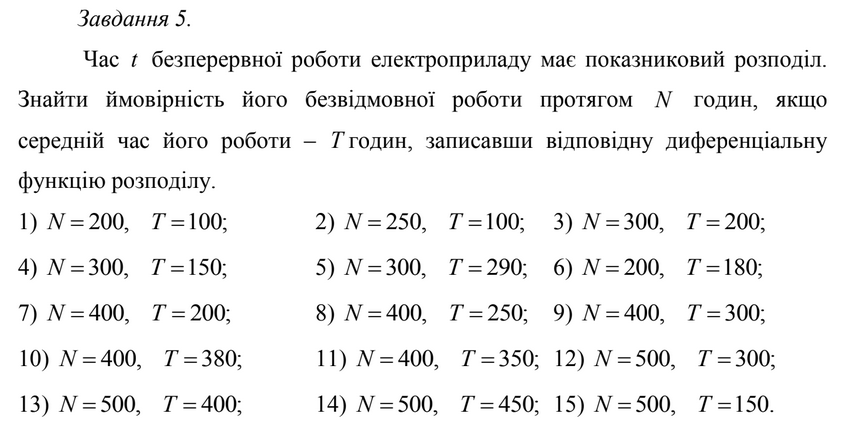 Завдання 5.
Час t безперервної роботи електроприладу має показниковий розподіл.
Знайти ймовірність його безвідмовної роботи протягом N годин, якщо
середній час його роботи – T годин, записавши відповідну диференціальну
функцію розподілу.
1) N = 200, T = 100; 2) N = 250, T = 100; 3) N = 300, T = 200;
4) N = 300, T = 150; 5) N = 300, T = 290; 6) N = 200, T = 180;
7) N = 400, T = 200; 8) N = 400, T = 250; 9) N = 400, T = 300;
10) N = 400, T = 380; 11) N = 400, T = 350; 12) N = 500, T = 300;
13) N = 500, T = 400; 14) N = 500, T = 450; 15) N = 500, T = 150.